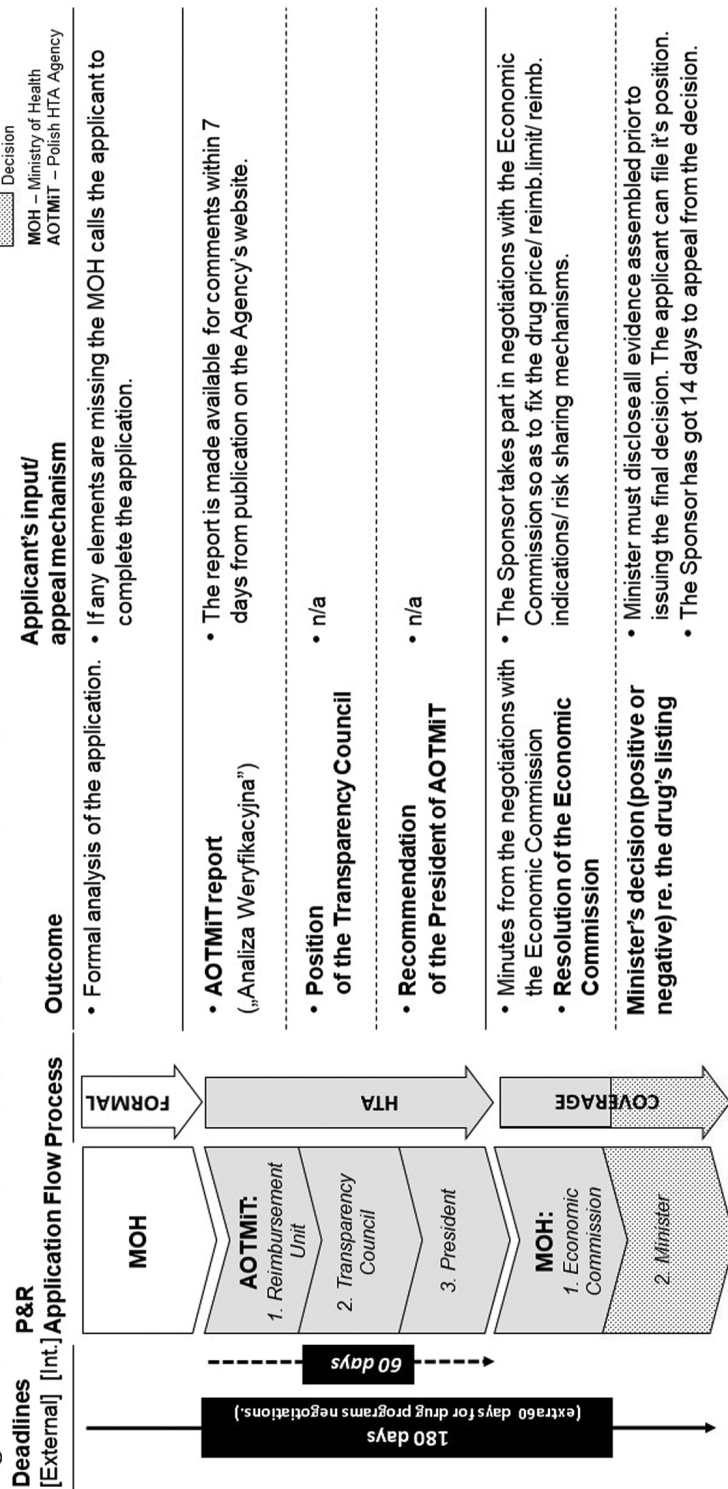 Decision
MOH – Ministry of Health
AOTMiT – Polish HTA Agency
Deadlines
[External] [Int.]
P&R
Application Flow Process
Outcome
Applicant's input/
appeal mechanism
180 days
(extra60 days for drug programs negotiations.)
60 days
MOH
FORMAL
• Formal analysis of the application.
• If any elements are missing the MOH calls the applicant to
complete the application.
AOTMiT:
1. Reimbursement
Unit
HTA
• AOTMiT report
(„Analiza Weryfikacyjna”)
• The report is made available for comments within 7
days from publication on the Agency's website.
2. Transparency
Council
• Position
of the Transparency Council
• n/a
3. President
• Recommendation
of the President of AOTMiT
• n/a
MOH:
1. Economic
Commission
COVERAGE
• Minutes from the negotiations with
the Economic Commission
• Resolution of the Economic
Commission
• The Sponsor takes part in negotiations with the Economic
Commission so as to fix the drug price/ reimb.limit/ reimb.
indications/ risk sharing mechanisms.
2. Minister
Minister's decision (positive or
negative) re. the drug's listing
• Minister must disclose all evidence assembled prior to
issuing the final decision. The applicant can file it's position.
• The Sponsor has got 14 days to appeal from the decision.